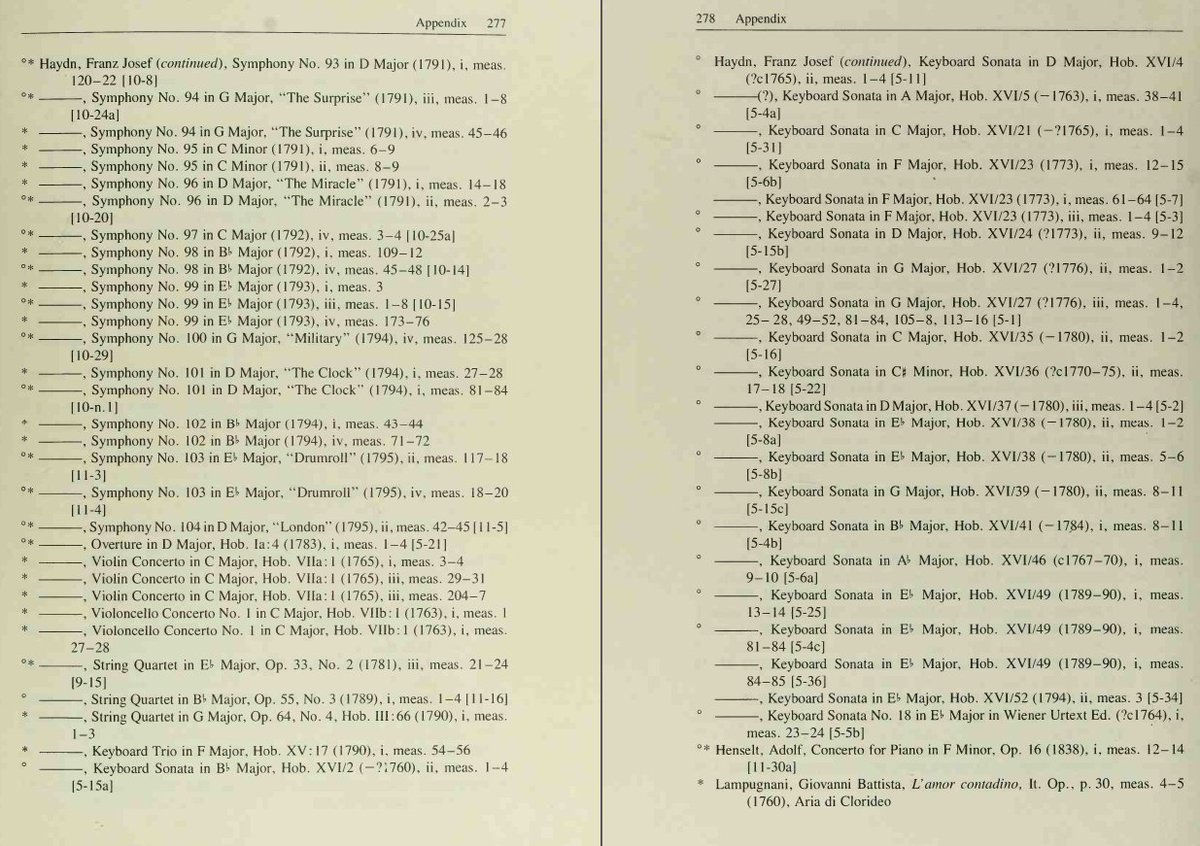 Appendix 277
°* Haydn, Franz Josef (continued), Symphony No. 93 in D Major (1791), i, meas.
120–22 [10-8]
°* ———, Symphony No. 94 in G Major, “The Surprise” (1791), iii, meas. 1–8
[10-24a]
* ———, Symphony No. 94 in G Major, “The Surprise” (1791), iv, meas. 45–46
* ———, Symphony No. 95 in C Minor (1791), i, meas. 6–9
* ———, Symphony No. 95 in C Minor (1791), ii, meas. 8–9
* ———, Symphony No. 96 in D Major, “The Miracle” (1791), i, meas. 14–18
°* ———, Symphony No. 96 in D Major, “The Miracle” (1791), ii, meas. 2–3
[10-20]
°* ———, Symphony No. 97 in C Major (1792), iv, meas. 3–4 [10-25a]
* ———, Symphony No. 98 in B♭ Major (1792), i, meas. 109–12
°* ———, Symphony No. 98 in B♭ Major (1792), iv, meas. 45–48 [10-14]
* ———, Symphony No. 99 in E♭ Major (1793), i, meas. 3
°* ———, Symphony No. 99 in E♭ Major (1793), iii, meas. 1–8 [10-15]
* ———, Symphony No. 99 in E♭ Major (1793), iv, meas. 173–76
°* ———, Symphony No. 100 in G Major, “Military” (1794), iv, meas. 125–28
[10-29]
* ———, Symphony No. 101 in D Major, “The Clock” (1794), i, meas. 27–28
°* ———, Symphony No. 101 in D Major, “The Clock” (1794), i, meas. 81–84
[10-n.1]
* ———, Symphony No. 102 in B♭ Major (1794), i, meas. 43–44
* ———, Symphony No. 102 in B♭ Major (1794), iv, meas. 71–72
°* ———, Symphony No. 103 in E♭ Major, “Drumroll” (1795), ii, meas. 117–18
[11-3]
°* ———, Symphony No. 103 in E♭ Major, “Drumroll” (1795), iv, meas. 18–20
[11-4]
°* ———, Symphony No. 104 in D Major, “London” (1795), ii, meas. 42–45 [11-5]
°* ———, Overture in D Major, Hob. Ia:4 (1783), i, meas. 1–4 [5-21]
* ———, Violin Concerto in C Major, Hob. VIIa:1 (1765), i, meas. 3–4
* ———, Violin Concerto in C Major, Hob. VIIa:1 (1765), iii, meas. 29–31
* ———, Violin Concerto in C Major, Hob. VIIa:1 (1765), iii, meas. 204–7
* ———, Violoncello Concerto No. 1 in C Major, Hob. VIIb:1 (1763), i, meas. 1
* ———, Violoncello Concerto No. 1 in C Major, Hob. VIIb:1 (1763), i, meas.
27–28
°* ———, String Quartet in E♭ Major, Op. 33, No. 2 (1781), iii, meas. 21–24
[9-15]
° ———, String Quartet in B♭ Major, Op. 55, No. 3 (1789), i, meas. 1–4 [11-16]
* ———, String Quartet in G Major, Op. 64, No. 4, Hob. III:66 (1790), i, meas.
1–3
* ———, Keyboard Trio in F Major, Hob. XV:17 (1790), i, meas. 54–56
° ———, Keyboard Sonata in B♭ Major, Hob. XVI/2 (–?1760), ii, meas. 1–4
[5-15a]
278 Appendix
° Haydn, Franz Josef (continued), Keyboard Sonata in D Major, Hob. XVI/4
(?c1765), ii, meas. 1–4 [5-11]
° ———(?), Keyboard Sonata in A Major, Hob. XVI/5 (–1763), i, meas. 38–41
[5-4a]
° ———, Keyboard Sonata in C Major, Hob. XVI/21 (–?1765), i, meas. 1–4
[5-31]
° ———, Keyboard Sonata in F Major, Hob. XVI/23 (1773), i, meas. 12–15
[5-6b]
———, Keyboard Sonata in F Major, Hob. XVI/23 (1773), i, meas. 61–64 [5-7]
° ———, Keyboard Sonata in F Major, Hob. XVI/23 (1773), iii, meas. 1–4 [5-3]
° ———, Keyboard Sonata in D Major, Hob. XVI/24 (?1773), ii, meas. 9–12
[5-15b]
° ———, Keyboard Sonata in G Major, Hob. XVI/27 (?1776), ii, meas. 1–2
[5-27]
° ———, Keyboard Sonata in G Major, Hob. XVI/27 (?1776), iii, meas. 1–4,
25–28, 49–52, 81–84, 105–8, 113–16 [5-1]
° ———, Keyboard Sonata in C Major, Hob. XVI/35 (–1780), ii, meas. 1–2
[5-16]
° ———, Keyboard Sonata in C♯ Minor, Hob. XVI/36 (?c1770–75), ii, meas.
17–18 [5-22]
° ———, Keyboard Sonata in D Major, Hob. XVI/37 (–1780), iii, meas. 1–4 [5-2]
———, Keyboard Sonata in E♭ Major, Hob. XVI/38 (–1780), ii, meas. 1–2
[5-8a]
° ———, Keyboard Sonata in E♭ Major, Hob. XVI/38 (–1780), ii, meas. 5–6
[5-8b]
° ———, Keyboard Sonata in G Major, Hob. XVI/39 (–1780), ii, meas. 8–11
[5-15c]
° ———, Keyboard Sonata in B♭ Major, Hob. XVI/41 (–1784), i, meas. 8–11
[5-4b]
° ———, Keyboard Sonata in A♭ Major, Hob. XVI/46 (c1767–70), i, meas.
9–10 [5-6a]
° ———, Keyboard Sonata in E♭ Major, Hob. XVI/49 (1789-90), i, meas.
13–14 [5-25]
° ———, Keyboard Sonata in E♭ Major, Hob. XVI/49 (1789–90), i, meas.
81–84 [5-4c]
———, Keyboard Sonata in E♭ Major, Hob. XVI/49 (1789–90), i, meas.
84–85 [5-36]
———, Keyboard Sonata in E♭ Major, Hob. XVI/52 (1794), ii, meas. 3 [5-34]
° ———, Keyboard Sonata No. 18 in E♭ Major in Wiener Urtext Ed. (?c1764), i,
meas. 23–24 [5-5b]
°* Henselt, Adolf, Concerto for Piano in F Minor, Op. 16 (1838), i, meas. 12–14
[11-30a]
* Lampugnani, Giovanni Battista, L’amor contadino, It. Op., p. 30, meas. 4–5
(1760), Aria di Clorideo